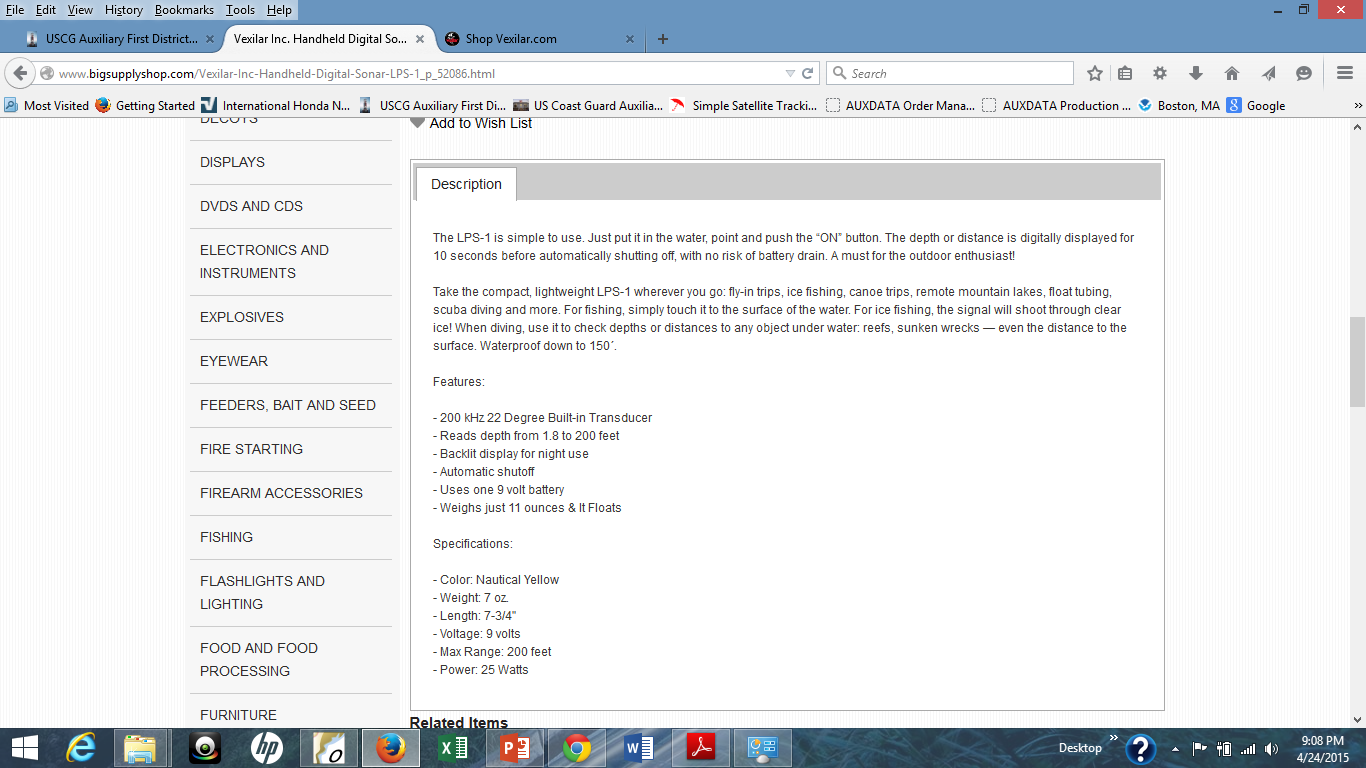 File Edit View History Bookmarks Tools Help
USCG Auxiliary First District... Vexilar Inc. Handheld Digital So... Shop Vexilar.com
www.bigsupplyshop.com/Vexilar-Inc-Handheld-Digital-Sonar-LPS-1_p_52086.html Search
Most Visited Getting Started International Honda N... USCG Auxiliary First Di... US Coast Guard Auxilia... Simple Satellite Tracki... AUXDATA Order Mana... AUXDATA Production ... Boston, MA Google
DECOYS
DISPLAYS
DVDS AND CDS
ELECTRONICS AND
INSTRUMENTS
EXPLOSIVES
EYEWEAR
FEEDERS, BAIT AND SEED
FIRE STARTING
FIREARM ACCESSORIES
FISHING
FLASHLIGHTS AND
LIGHTING
FOOD AND FOOD
PROCESSING
FURNITURE
Add to Wish List
Description
The LPS-1 is simple to use. Just put it in the water, point and push the “ON” button. The depth or distance is digitally displayed for
10 seconds before automatically shutting off, with no risk of battery drain. A must for the outdoor enthusiast!
Take the compact, lightweight LPS-1 wherever you go: fly-in trips, ice fishing, canoe trips, remote mountain lakes, float tubing,
scuba diving and more. For fishing, simply touch it to the surface of the water. For ice fishing, the signal will shoot through clear
ice! When diving, use it to check depths or distances to any object under water: reefs, sunken wrecks — even the distance to the
surface. Waterproof down to 150´.
Features:
- 200 kHz 22 Degree Built-in Transducer
- Reads depth from 1.8 to 200 feet
- Backlit display for night use
- Automatic shutoff
- Uses one 9 volt battery
- Weighs just 11 ounces & It Floats
Specifications:
- Color: Nautical Yellow
- Weight: 7 oz.
- Length: 7-3/4"
- Voltage: 9 volts
- Max Range: 200 feet
- Power: 25 Watts
Related Items
Desktop
9:08 PM
4/24/2015